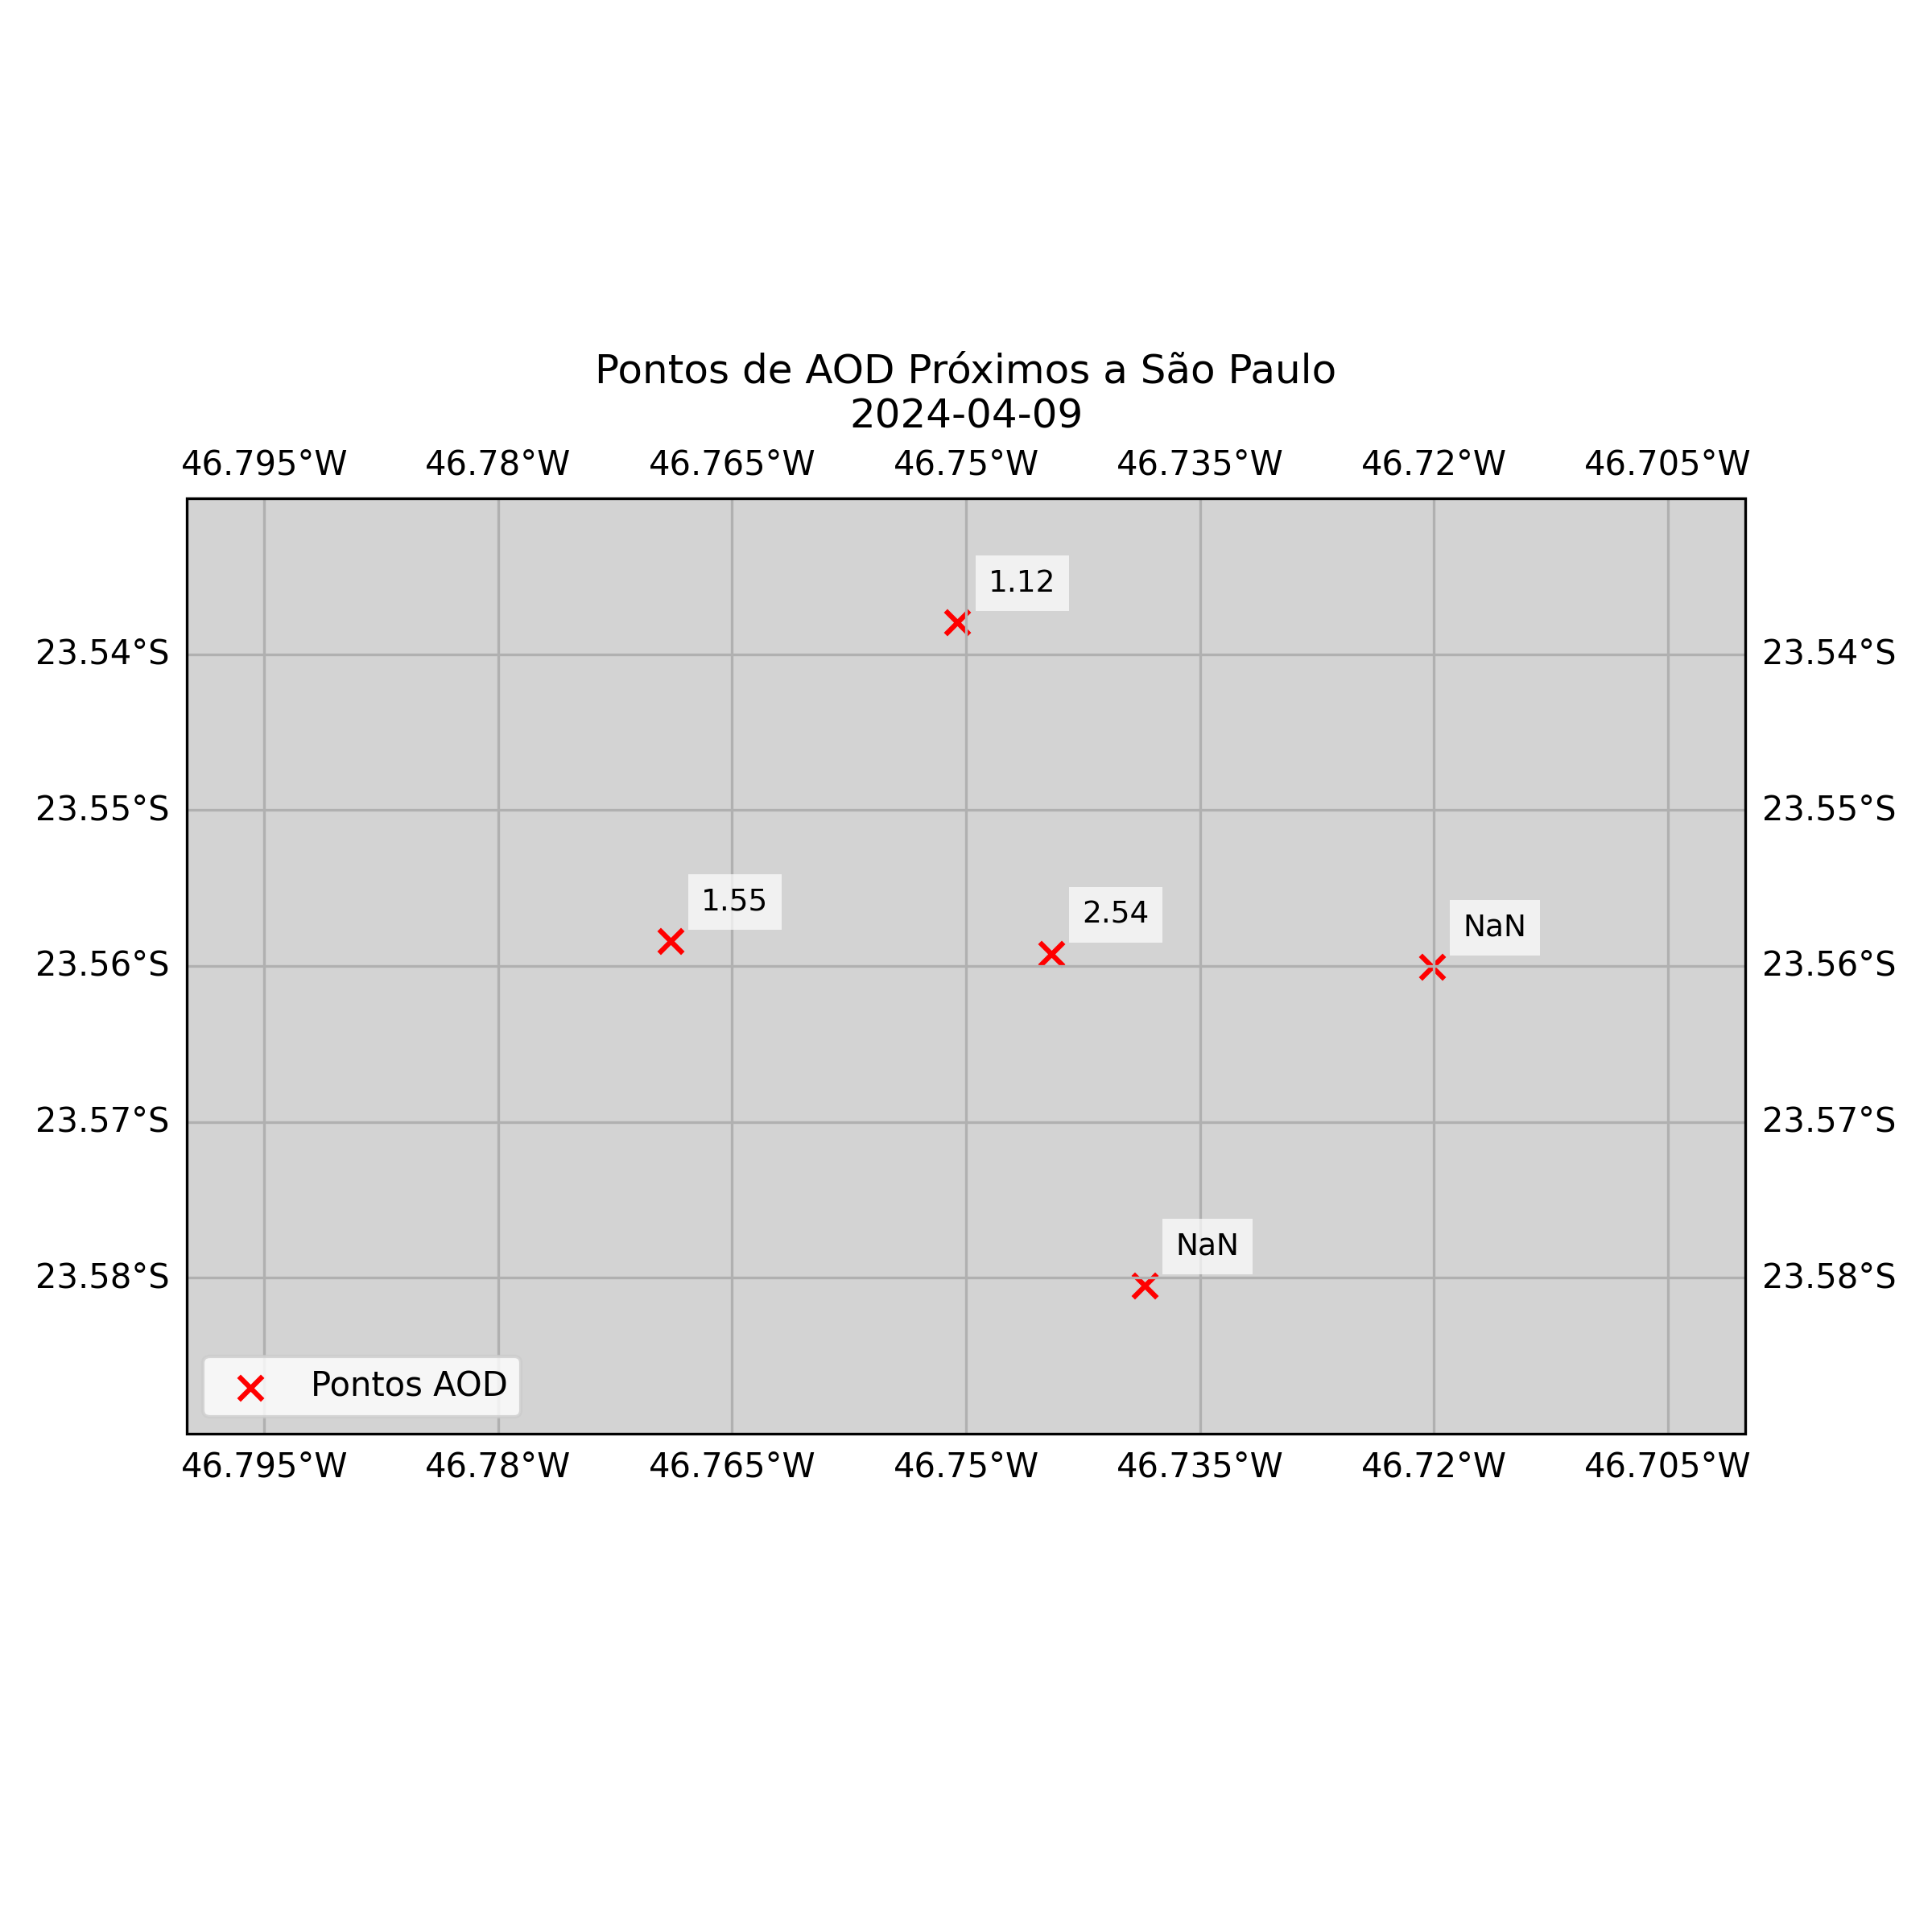 Pontos de AOD Próximos a São Paulo
2024-04-09
46.795°W 46.78°W 46.765°W 46.75°W 46.735°W 46.72°W 46.705°W
1.12
23.54°S 23.54°S
23.55°S 23.55°S
1.55 2.54 NaN
23.56°S 23.56°S
23.57°S 23.57°S
NaN
23.58°S 23.58°S
Pontos AOD
46.795°W 46.78°W 46.765°W 46.75°W 46.735°W 46.72°W 46.705°W